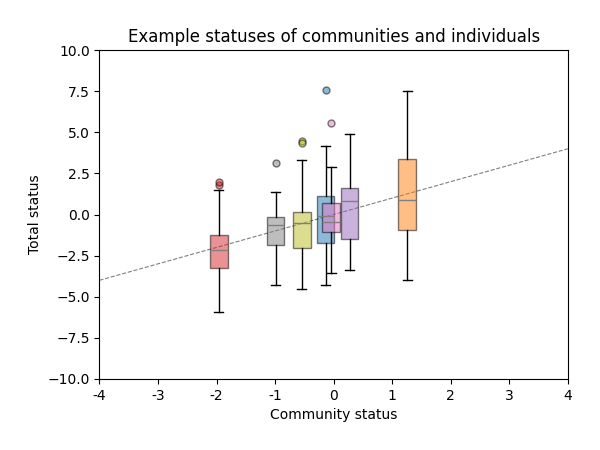 Example statuses of communities and individuals
10.0
7.5
5.0
2.5
0.0
−2.5
−5.0
−7.5
−10.0
Total status
-4 -3 -2 -1 0 1 2 3 4
Community status